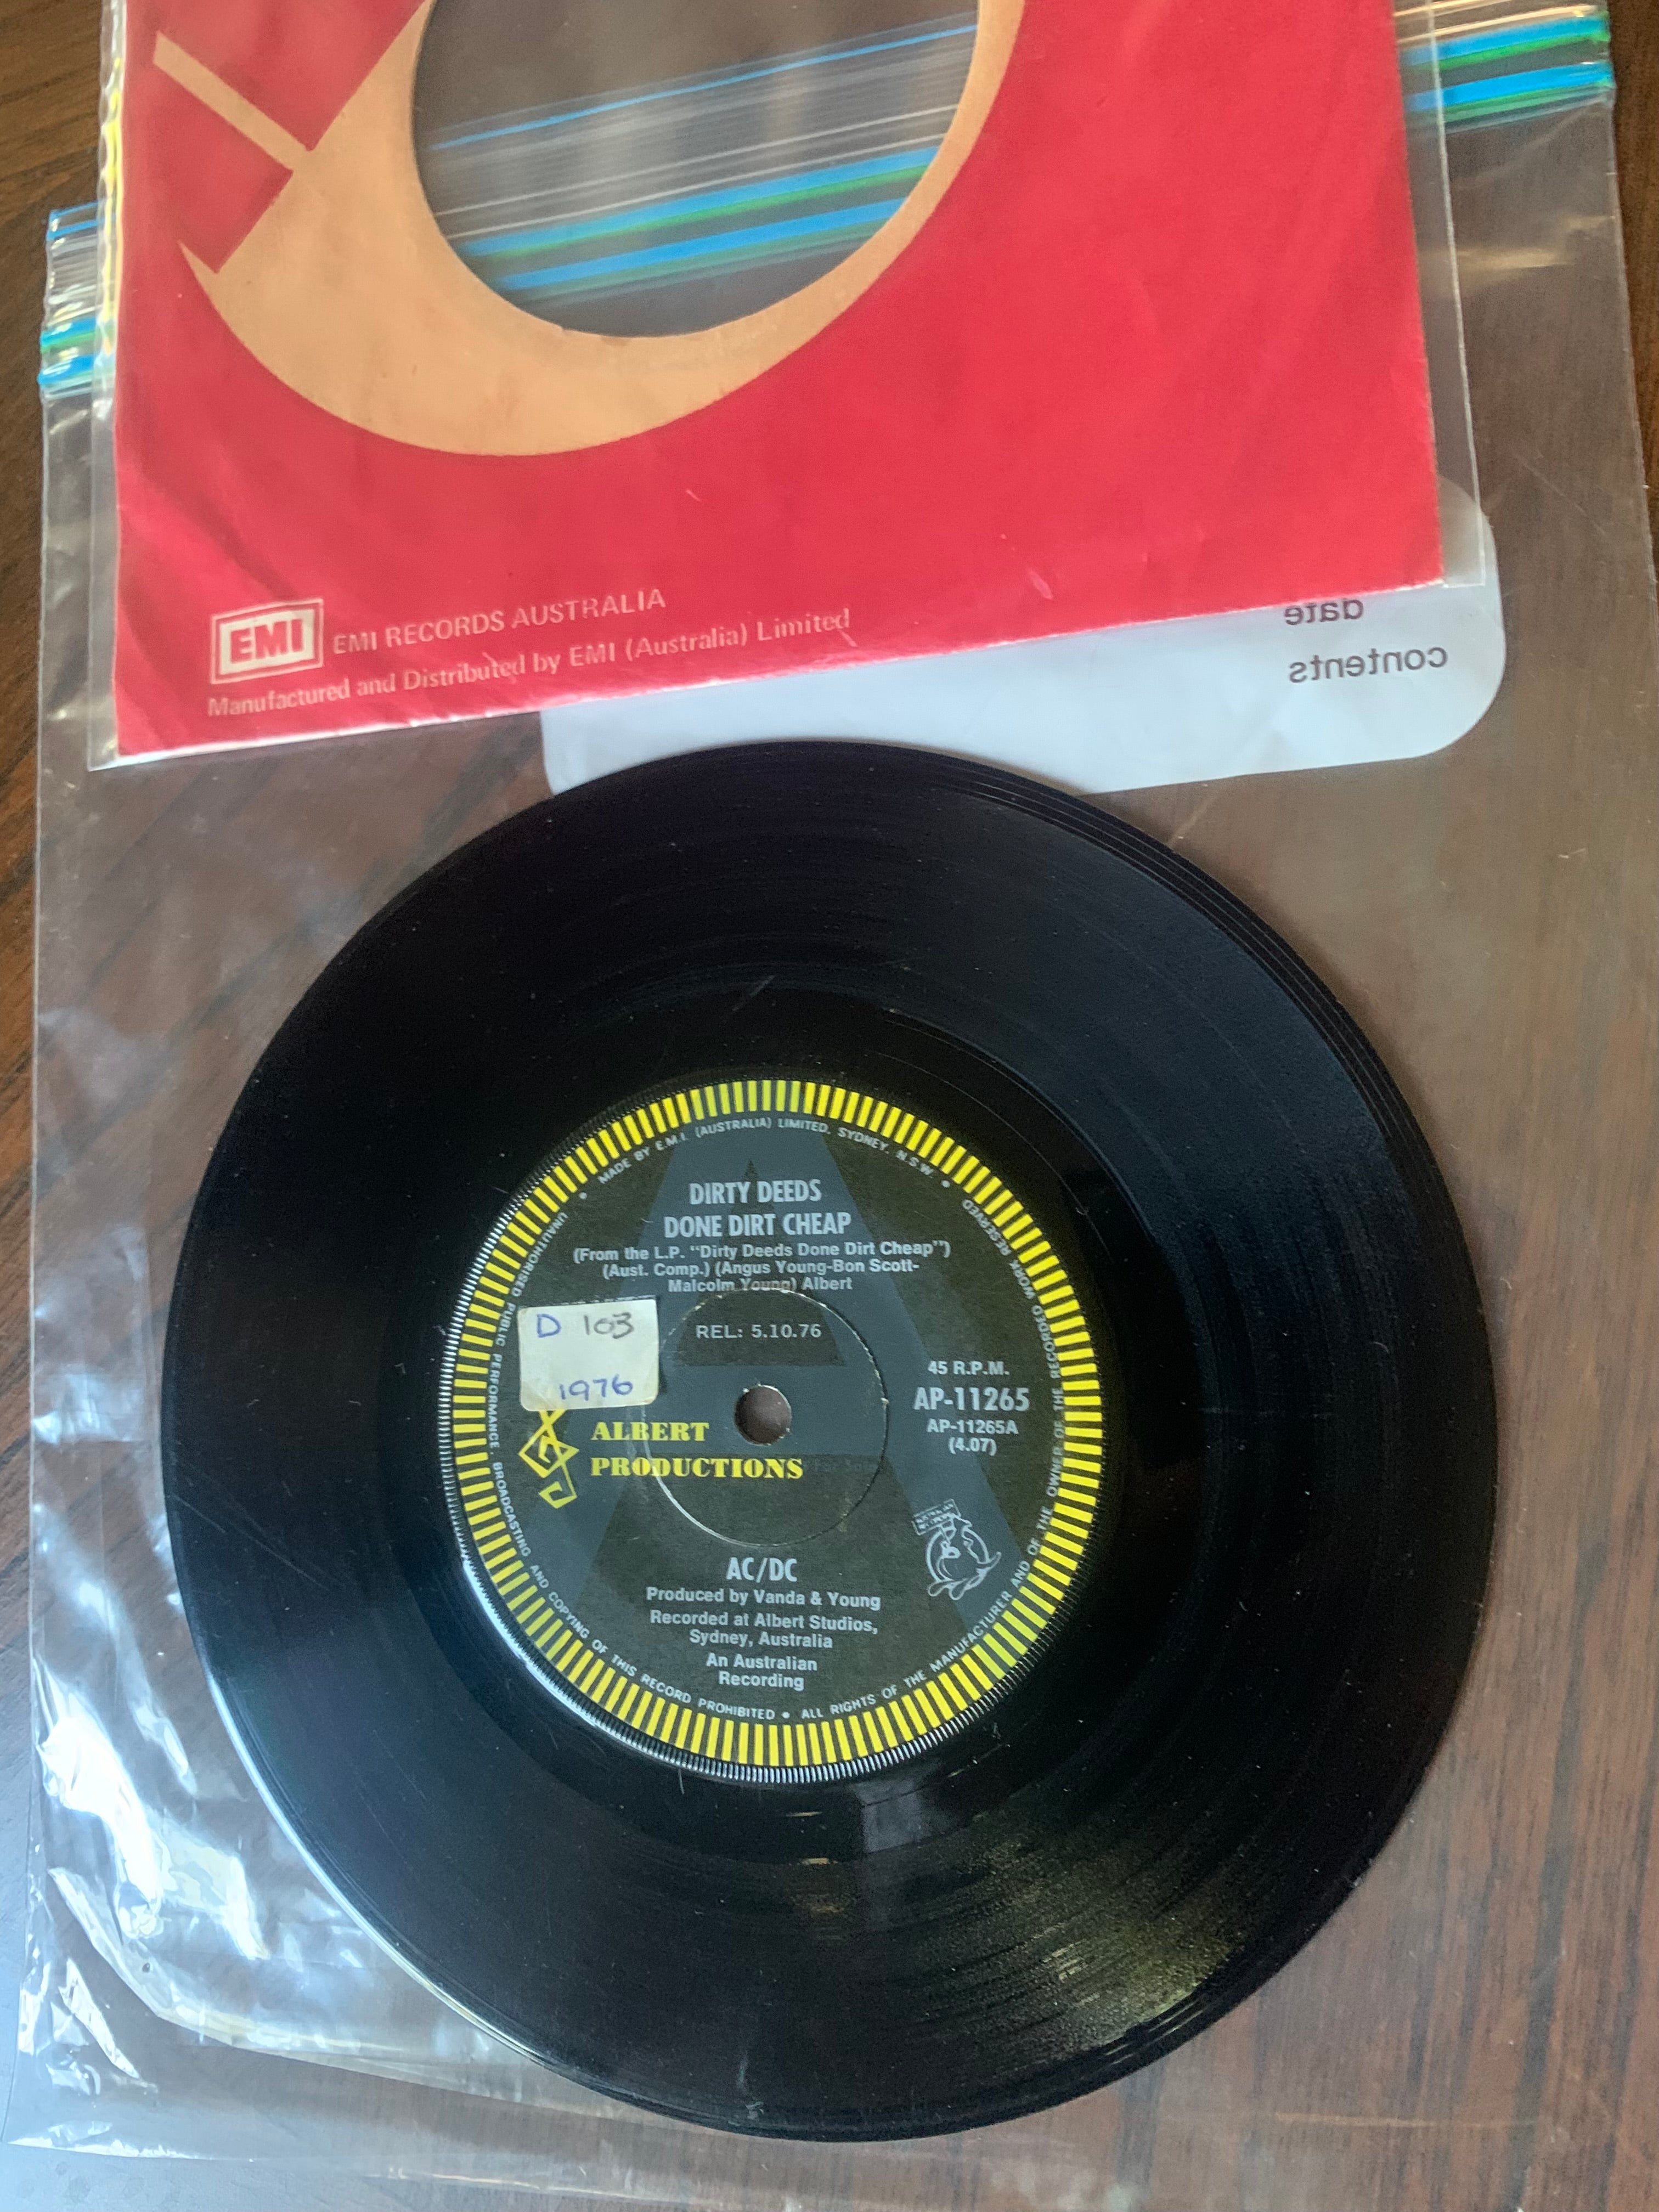 EMI
EMI RECORDS AUSTRALIA
Manufactured and Distributed by EMI (Australia) Limited
date
contents
MADE BY E.M.I. (AUSTRALIA) LIMITED, SYDNEY, N.S.W.
DIRTY DEEDS
DONE DIRT CHEAP
(From the L.P. "Dirty Deeds Done Dirt Cheap")
(Aust. Comp.) (Angus Young-Bon Scott-
Malcolm Young) Albert
D 103
1976
REL: 5.10.76
45 R.P.M.
AP-11265
AP-11265A
(4.07)
ALBERT
PRODUCTIONS
AC/DC
Produced by Vanda & Young
Recorded at Albert Studios,
Sydney, Australia
An Australian
Recording
UNAUTHORISED PUBLIC PERFORMANCE, BROADCASTING AND COPYING OF THIS RECORD PROHIBITED • ALL RIGHTS OF THE MANUFACTURER AND OF THE OWNER OF THE RECORDED WORK RESERVED